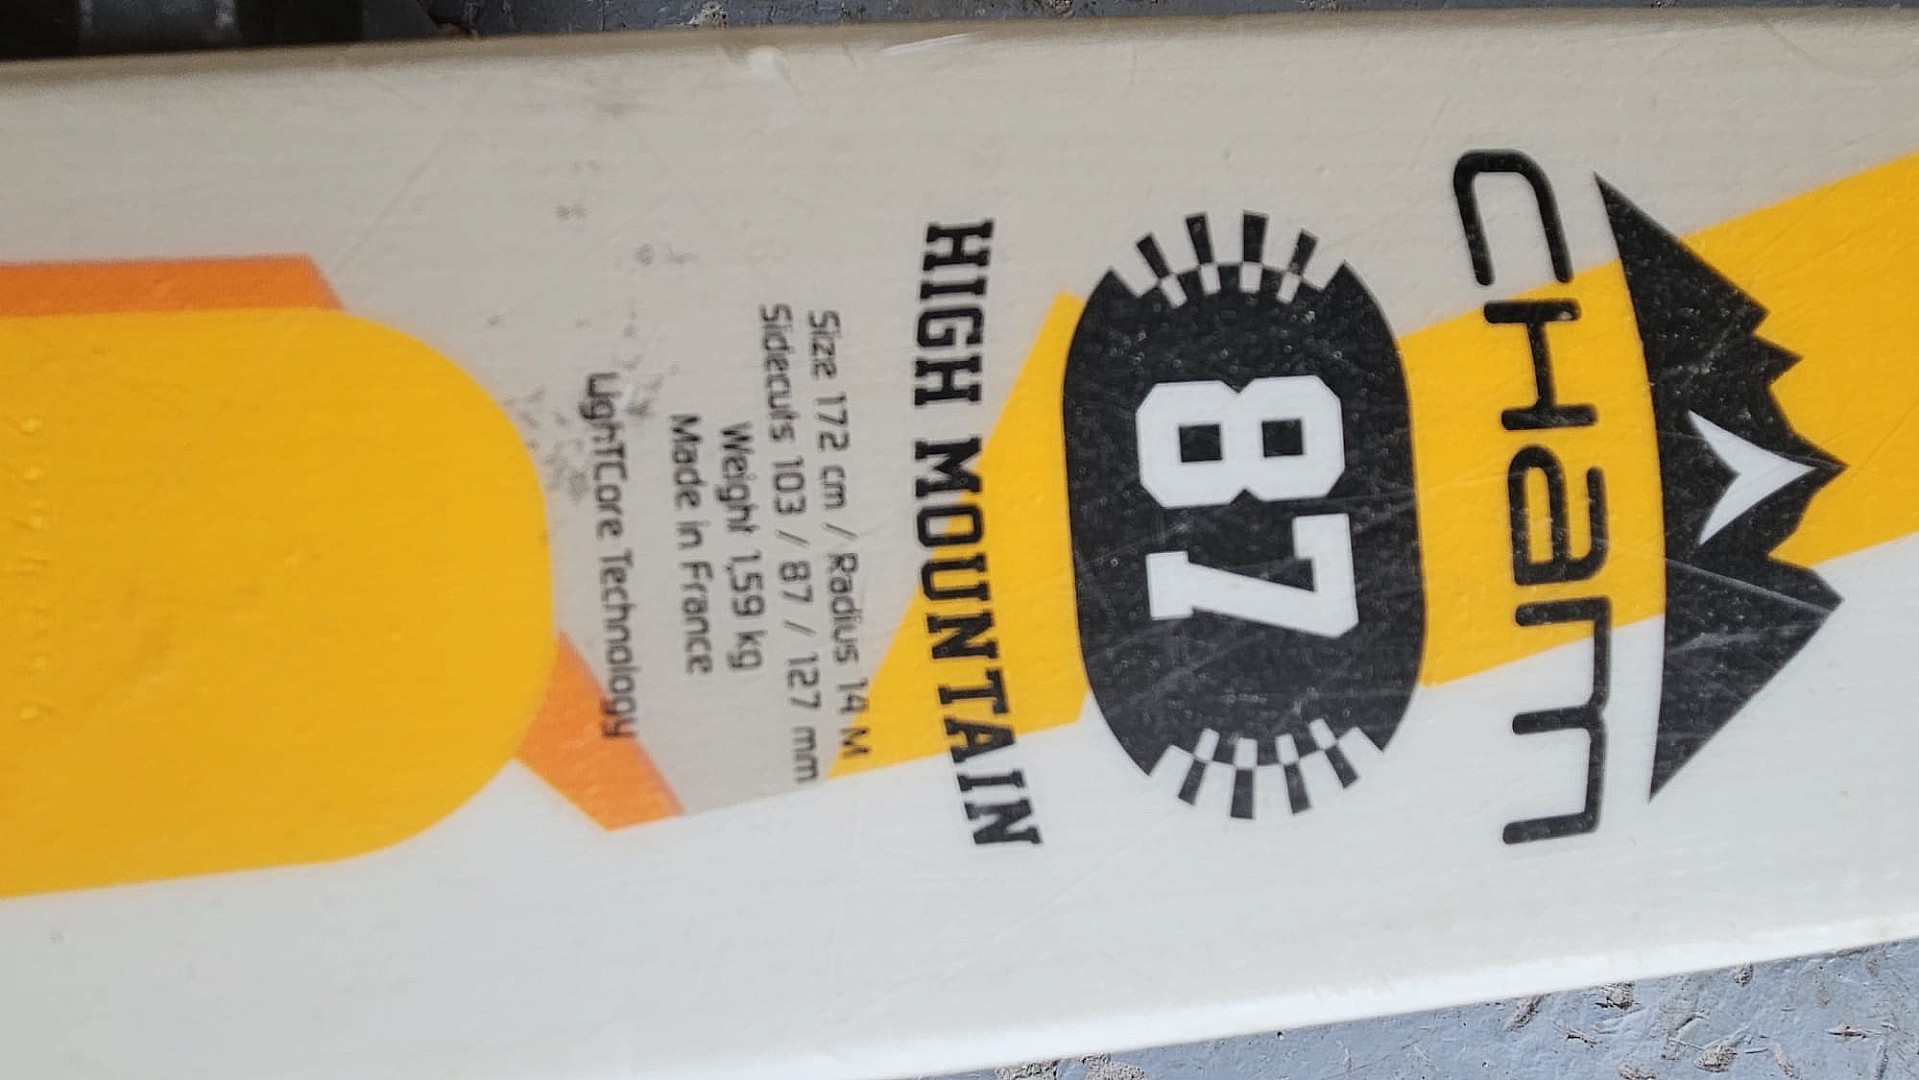 CHAM
87
HIGH MOUNTAIN
Size 172 cm / Radius 14 M
Sidecuts 103 / 87 / 127 mm
Weight 1,59 kg
Made in France
LighTCore Technology